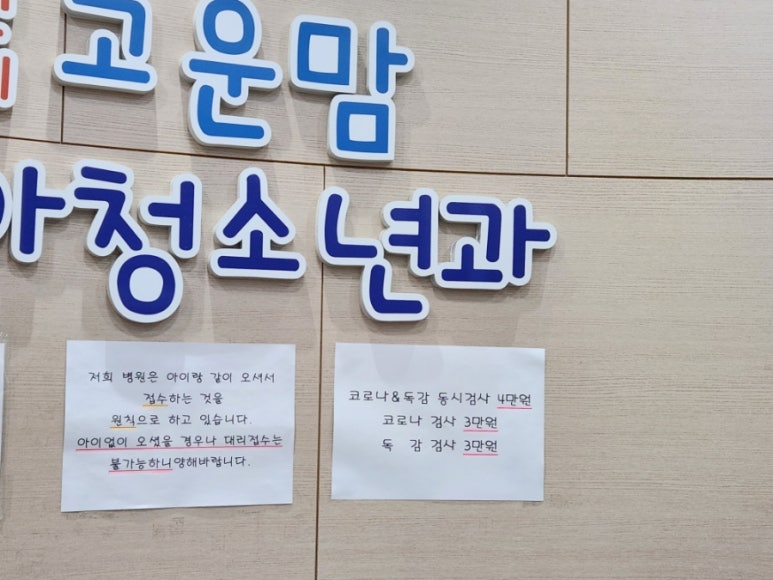 고운맘
아청소년과
저희 병원은 아이랑 같이 오셔서
접수하는 것을
원칙으로 하고 있습니다.
아이없이 오셨을 경우나 대리접수는
불가능하니양해바랍니다.
코로나&독감 동시검사 4만원
코로나 검사 3만원
독 감 검사 3만원